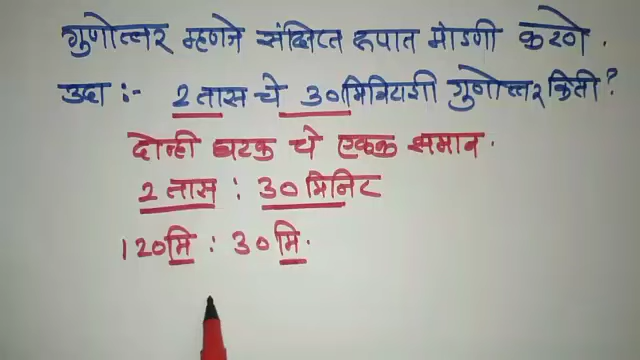 गुणोत्तर म्हणजे संक्षिप्त रूपात मांडणी करणे.
उदा :- 2 तास चे 30 मिनिटाशी गुणोत्तर किती?
दोन्ही घटक चे एकक समान.
2 तास : 30 मिनिट
120 मि : 30 मि.